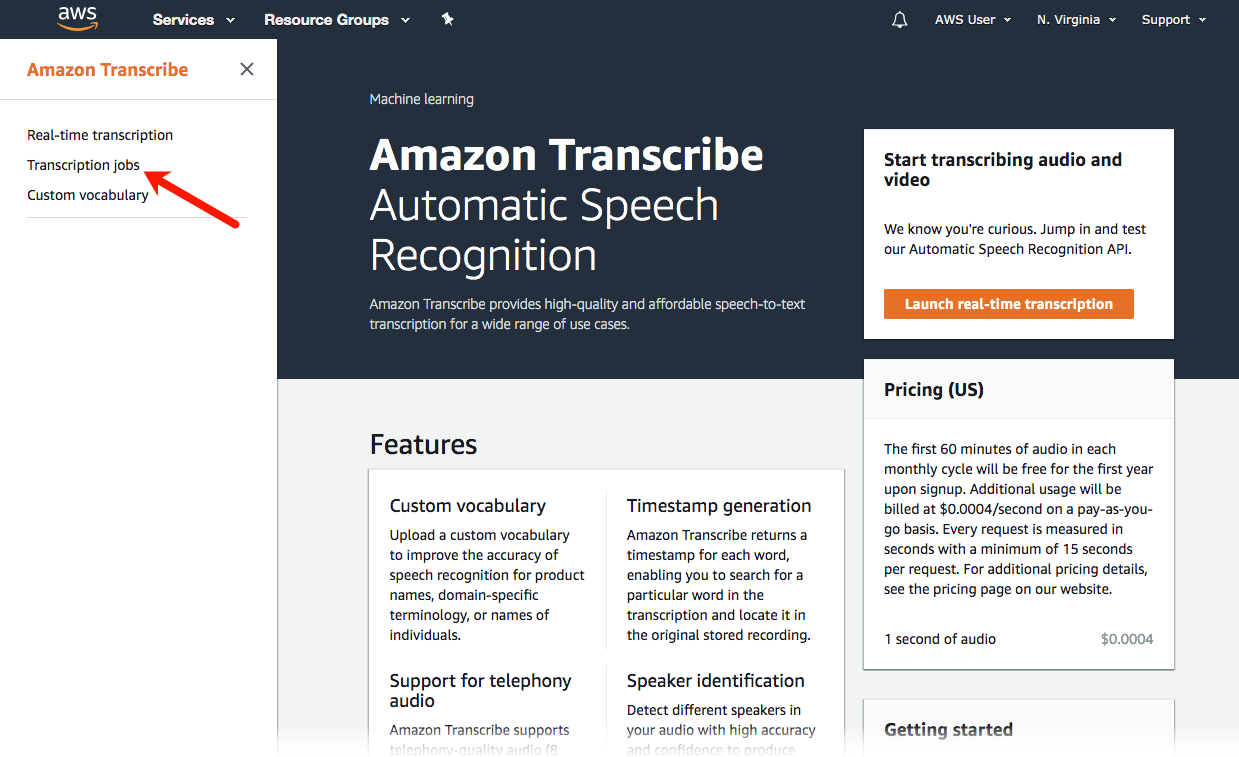 aws
Services
Resource Groups
AWS User
N. Virginia
Support
Amazon Transcribe
Real-time transcription
Transcription jobs
Custom vocabulary
Machine learning
Amazon Transcribe
Automatic Speech
Recognition
Amazon Transcribe provides high-quality and affordable speech-to-text
transcription for a wide range of use cases.
Start transcribing audio and
video
We know you're curious. Jump in and test
our Automatic Speech Recognition API.
Launch real-time transcription
Pricing (US)
The first 60 minutes of audio in each
monthly cycle will be free for the first year
upon signup. Additional usage will be
billed at $0.0004/second on a pay-as-you-
go basis. Every request is measured in
seconds with a minimum of 15 seconds
per request. For additional pricing details,
see the pricing page on our website.
1 second of audio $0.0004
Getting started
Features
Custom vocabulary
Upload a custom vocabulary
to improve the accuracy of
speech recognition for product
names, domain-specific
terminology, or names of
individuals.
Timestamp generation
Amazon Transcribe returns a
timestamp for each word,
enabling you to search for a
particular word in the
transcription and locate it in
the original stored recording.
Support for telephony
audio
Amazon Transcribe supports
telephony-quality audio (8
Speaker identification
Detect different speakers in
your audio with high accuracy
and confidence to produce